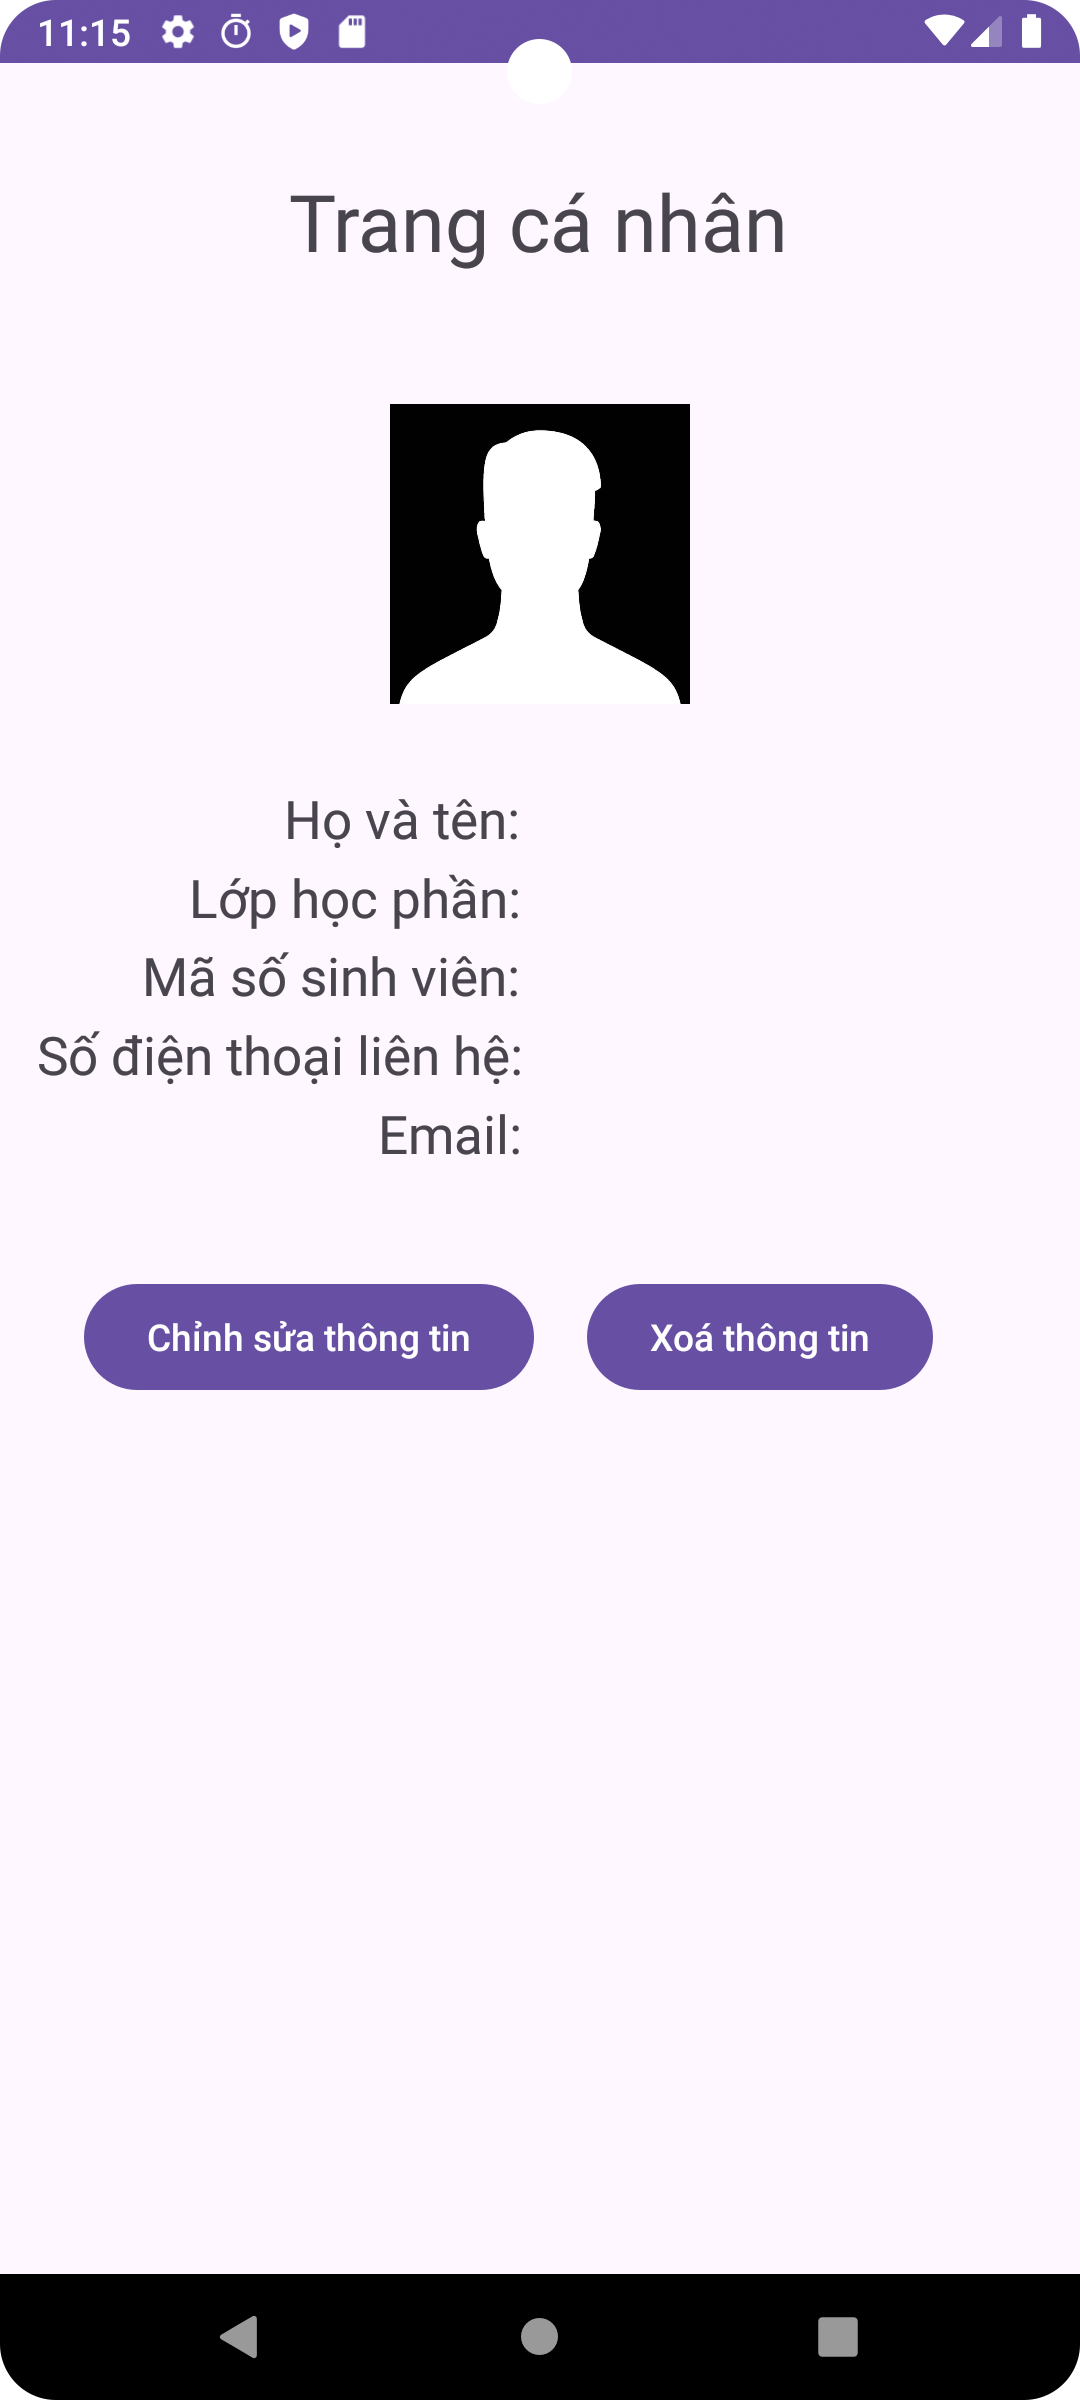 11:15
Trang cá nhân
Họ và tên:
Lớp học phần:
Mã số sinh viên:
Số điện thoại liên hệ:
Email:
Chỉnh sửa thông tin Xoá thông tin